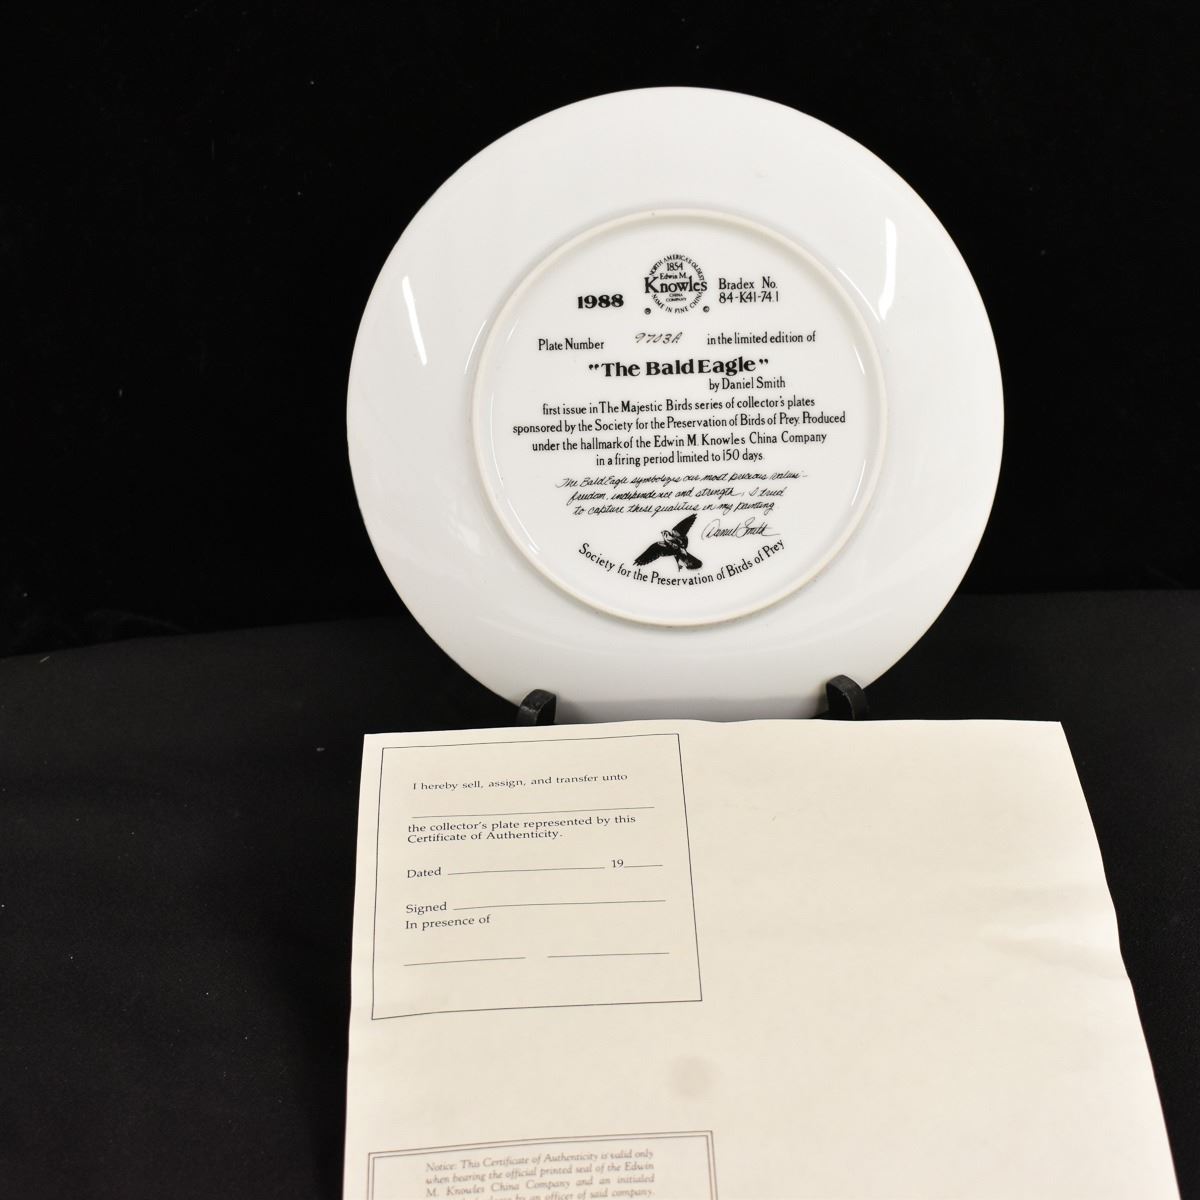 NORTH AMERICA'S OLDEST
1854
Edwin M.
Knowles
CHINA
COMPANY
NAME IN FINE CHINA
1988
Bradex No.
84-K41-74.1
Plate Number 9703A in the limited edition of
"The Bald Eagle"
by Daniel Smith
first issue in The Majestic Birds series of collector's plates
sponsored by the Society for the Preservation of Birds of Prey. Produced
under the hallmark of the Edwin M. Knowles China Company
in a firing period limited to 150 days.
The Bald Eagle symbolizes our most precious values—
freedom, independence and strength; I tried
to capture these qualities in my painting.
Daniel Smith
Society for the Preservation of Birds of Prey
I hereby sell, assign, and transfer unto
the collector's plate represented by this
Certificate of Authenticity.
Dated 19
Signed
In presence of
Notice: This Certificate of Authenticity is valid only
when bearing the official printed seal of the Edwin
M. Knowles China Company and an initialed
by an officer of said company.